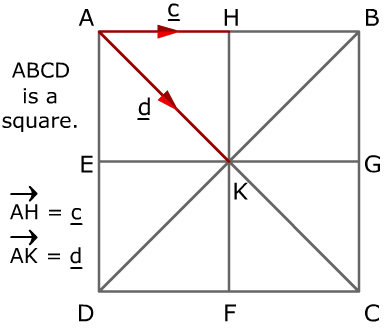 A c H B
ABCD
is a
square.
d
E G
K
AH = c
AK = d
D F C